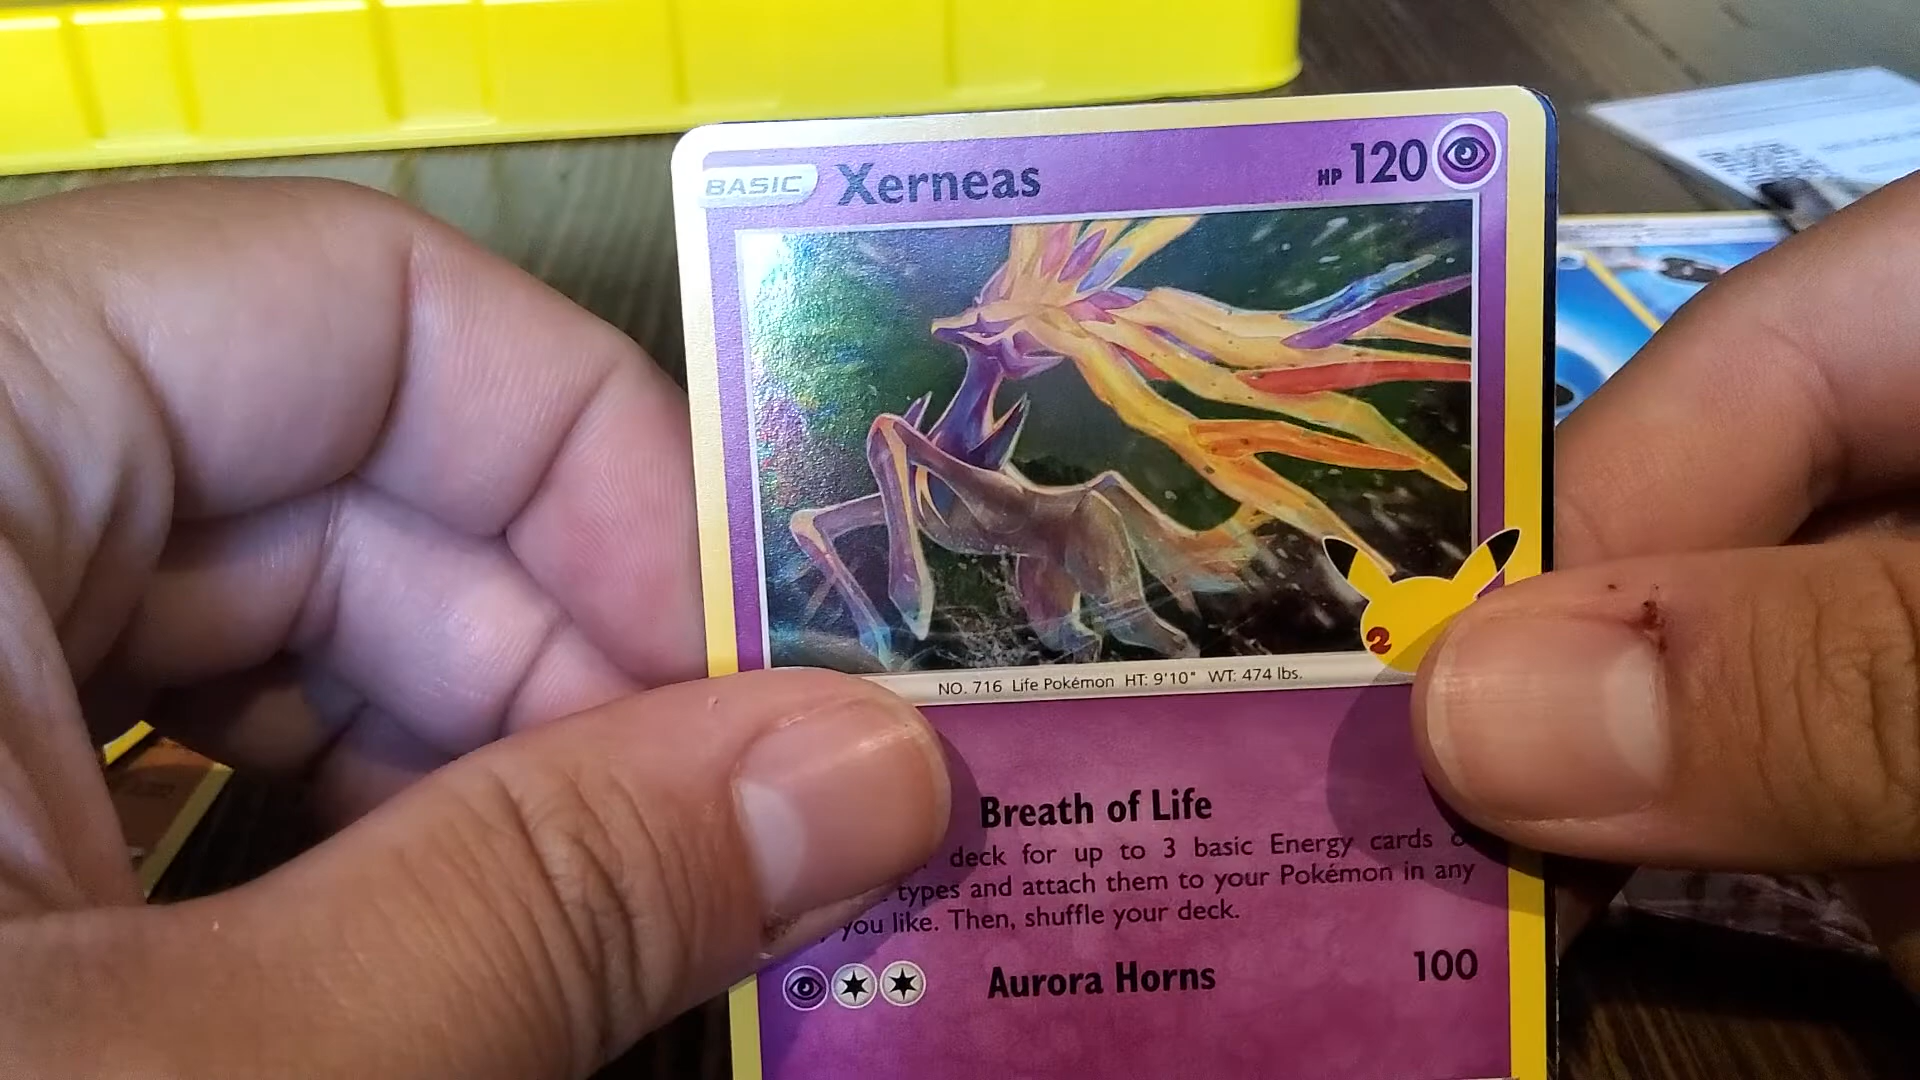 BASIC Xerneas HP 120
2
NO. 716 Life Pokémon HT: 9'10" WT: 474 lbs.
Breath of Life
deck for up to 3 basic Energy cards
types and attach them to your Pokémon in any
you like. Then, shuffle your deck.
Aurora Horns 100